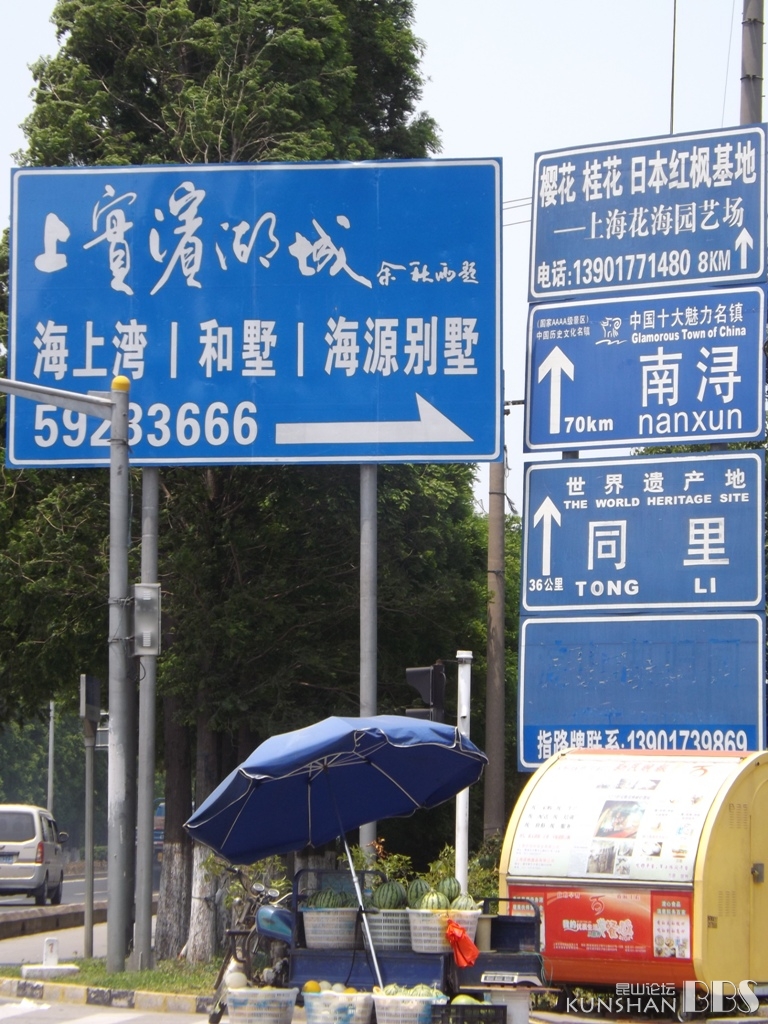 上實濱湖城 余秋雨題
海上湾 | 和墅 | 海源别墅
59283666
樱花 桂花 日本红枫基地
——上海花海园艺场
电话:13901771480 8KM
(国家AAAA级景区)
中国历史文化名镇
中国十大魅力名镇
Glamorous Town of China
南浔
70km nanxun
世界遗产地
THE WORLD HERITAGE SITE
同里
36公里 TONG LI
指路牌联系:13901739869
昆山论坛
KUNSHAN BBS